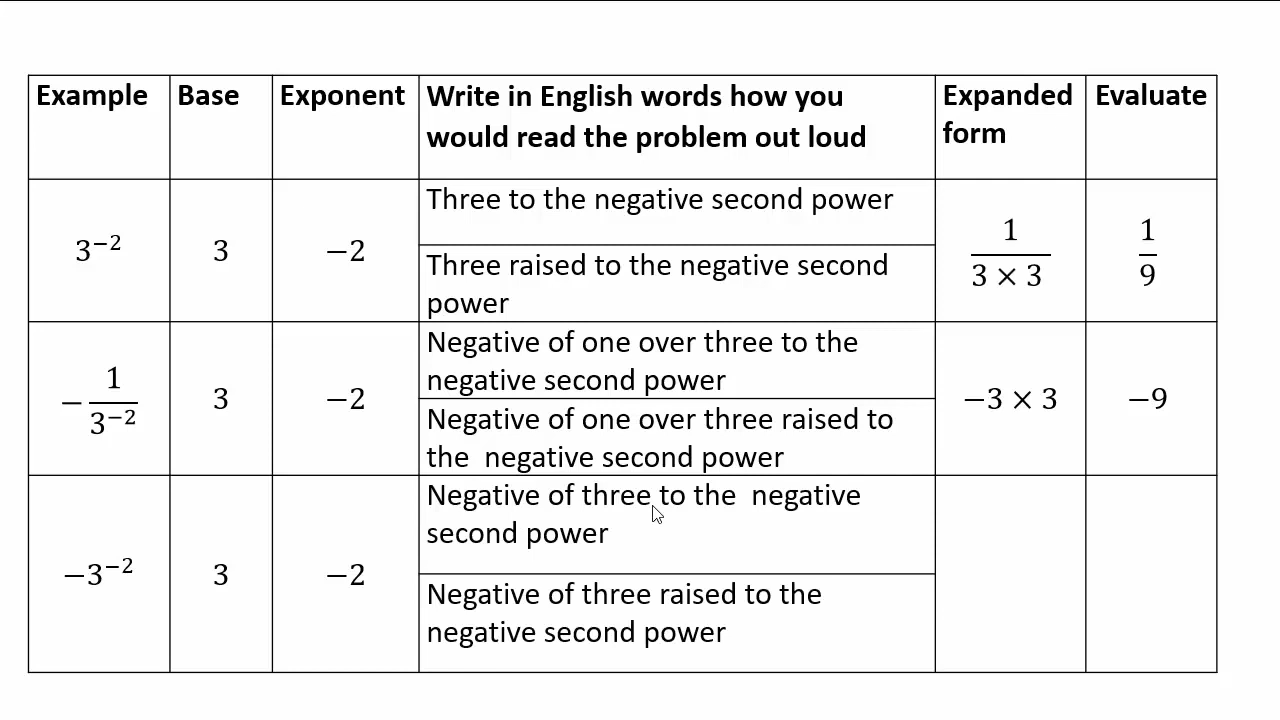 Example Base Exponent Write in English words how you would read the problem out loud Expanded form Evaluate
3⁻² 3 −2
Three to the negative second power
Three raised to the negative second
power
1
3 × 3
1
9
− 1
3⁻²
3 −2
Negative of one over three to the
negative second power
Negative of one over three raised to
the negative second power
−3 × 3 −9
−3⁻² 3 −2
Negative of three to the negative
second power
Negative of three raised to the
negative second power